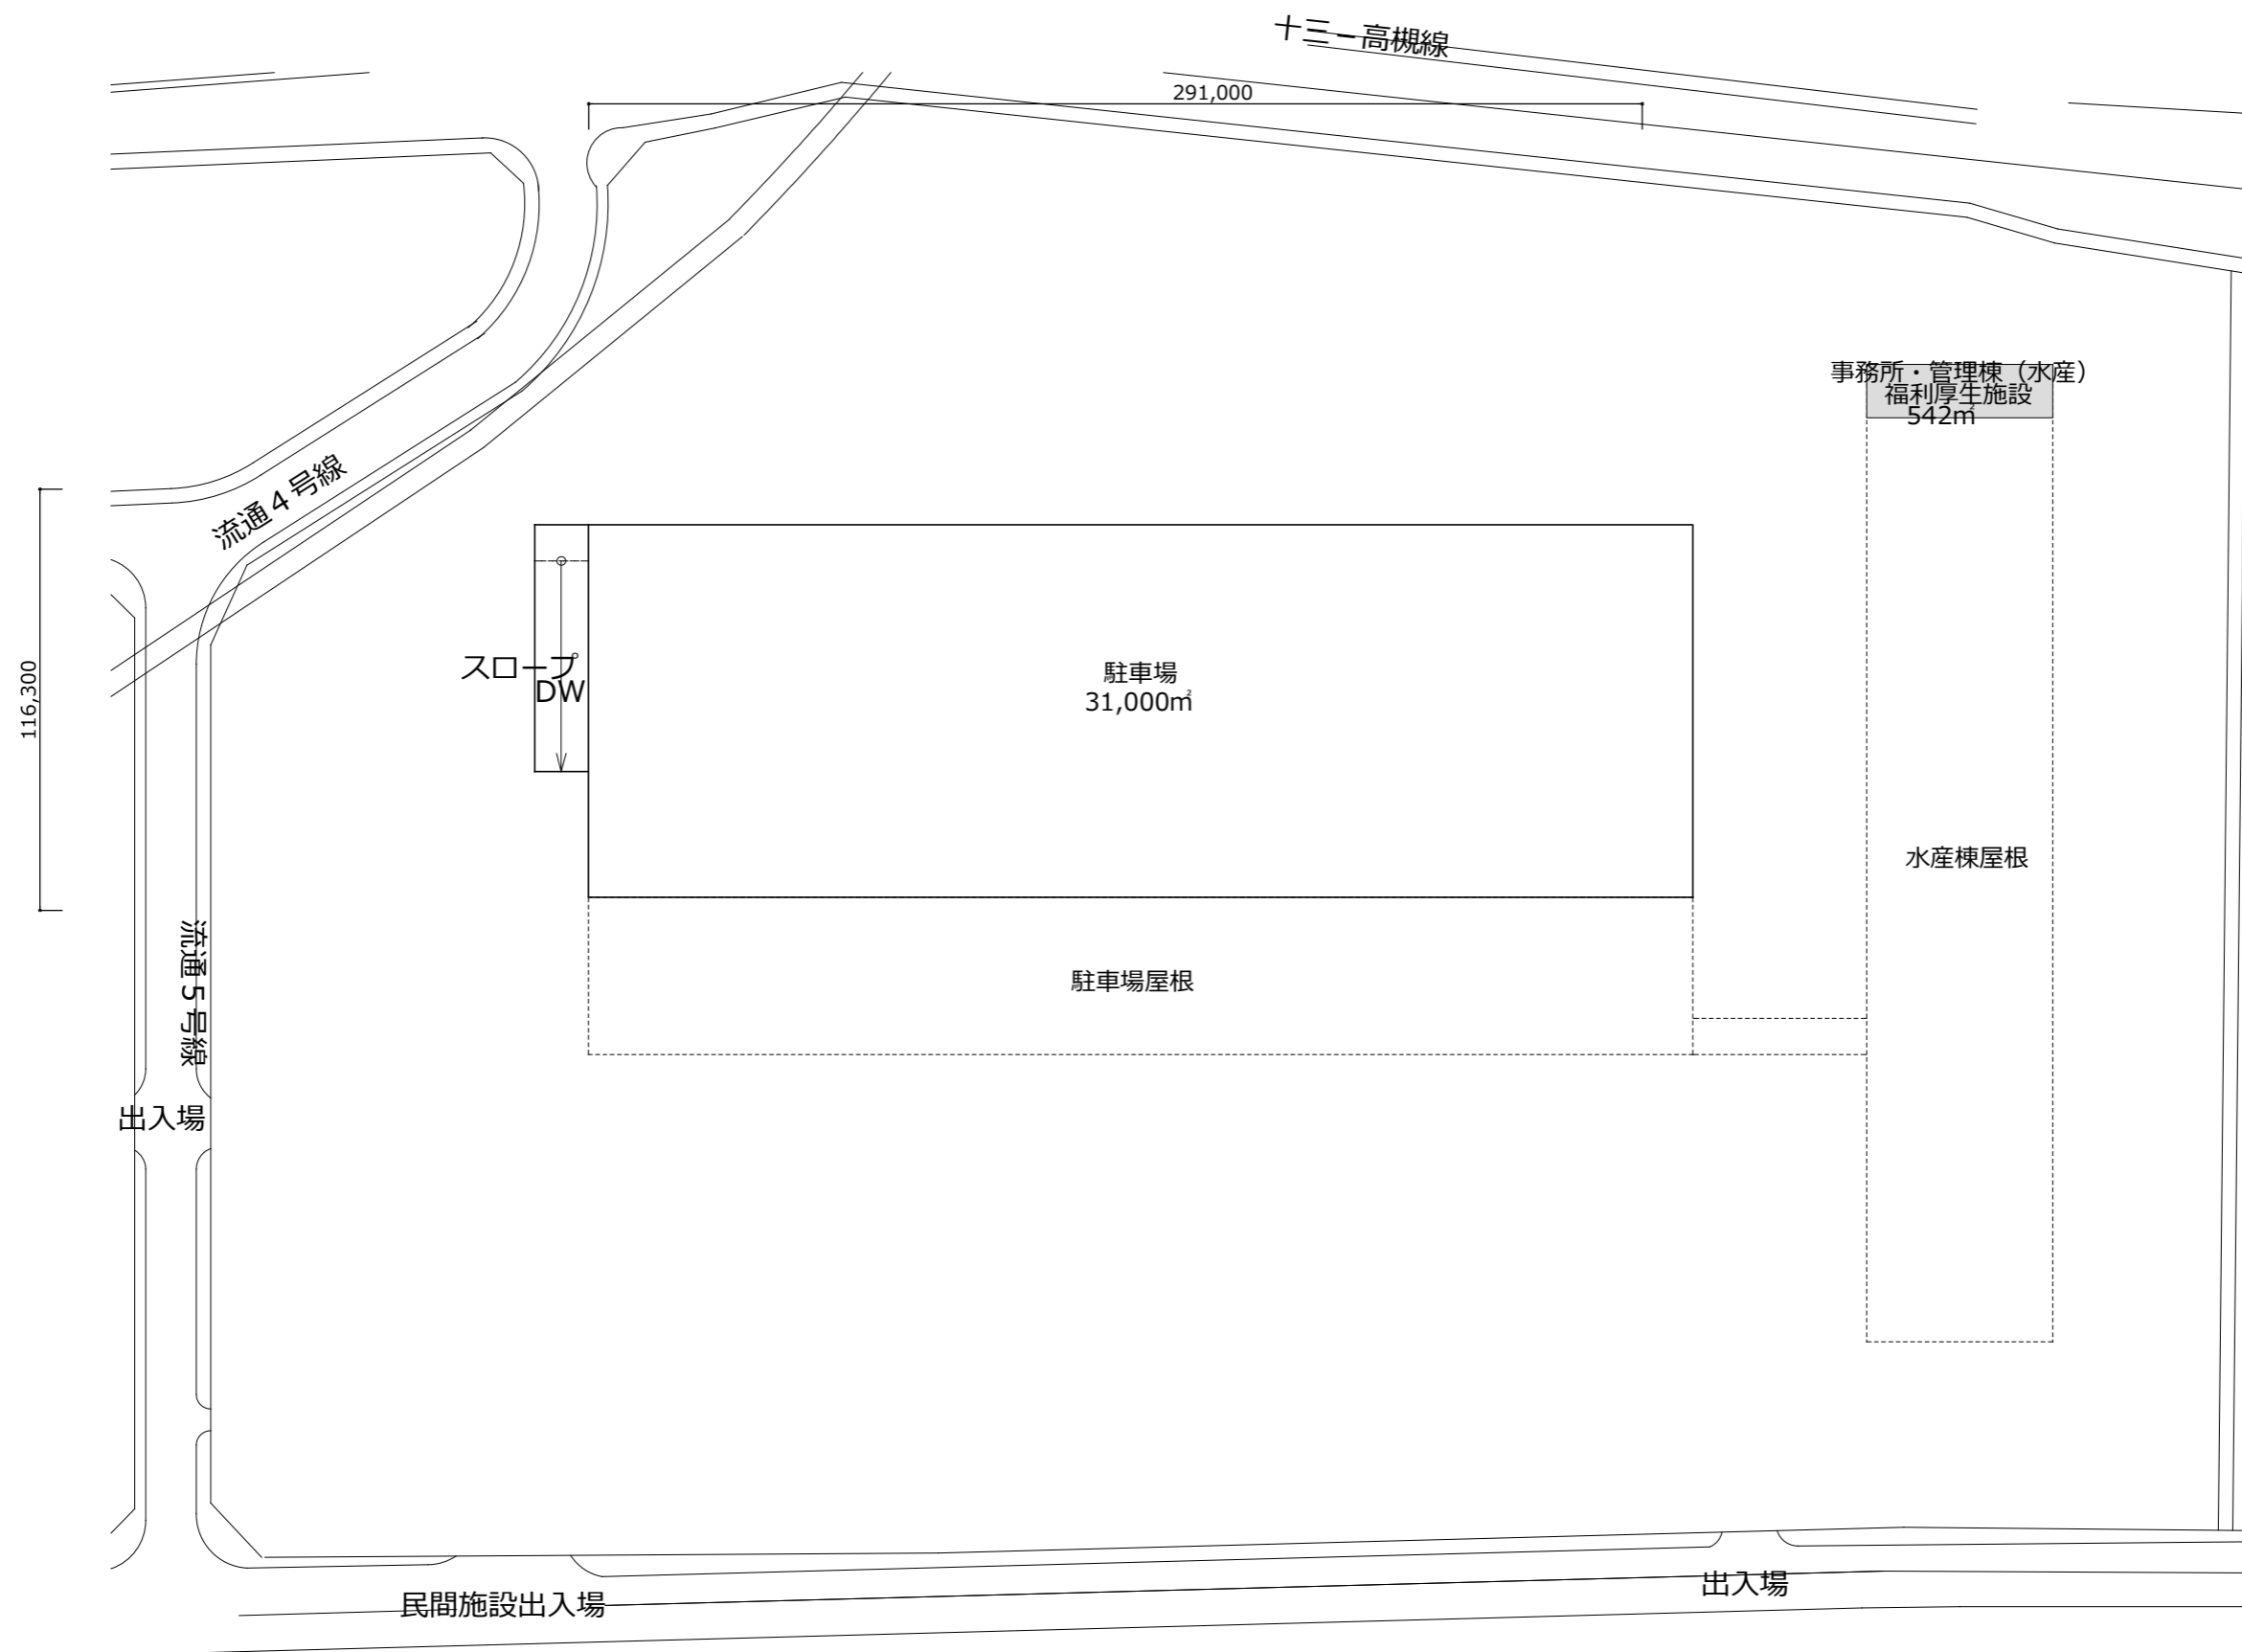 十三ー高槻線
291,000
事務所・管理棟（水産）
福利厚生施設
542㎡
流通４号線
116,300
スロープ
DW
駐車場
31,000㎡
水産棟屋根
駐車場屋根
流通５号線
出入場
出入場
民間施設出入場